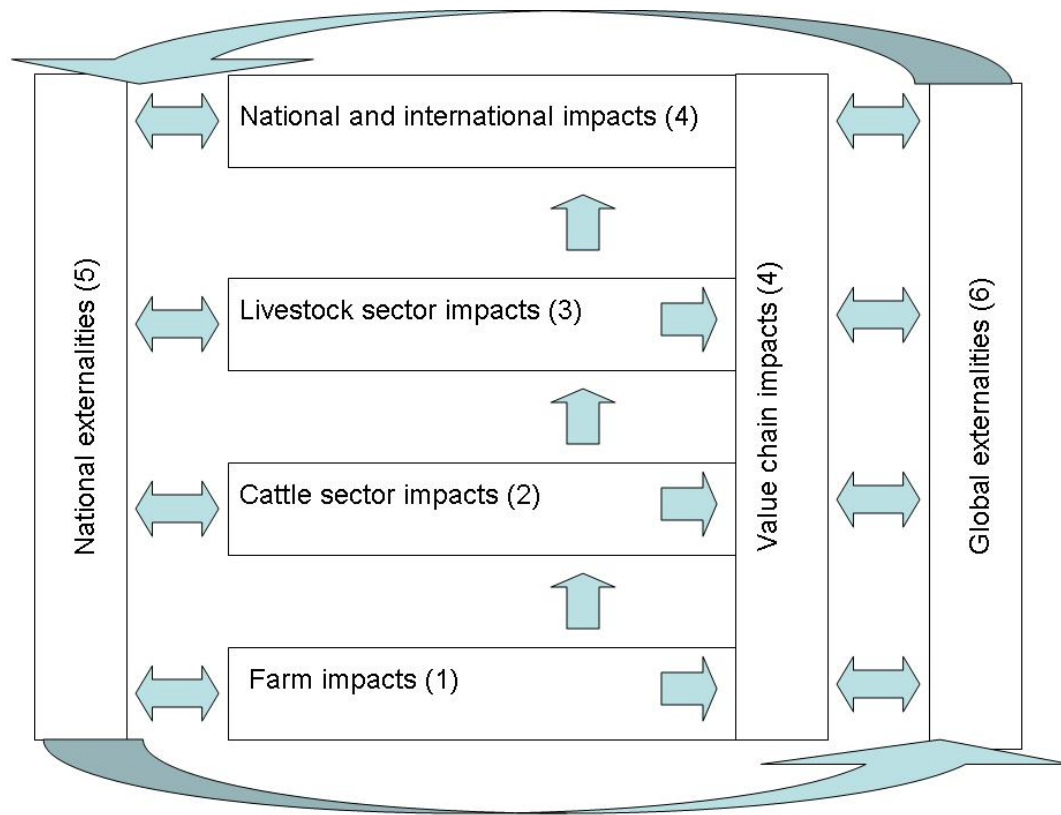 National and international impacts (4)
Livestock sector impacts (3)
Cattle sector impacts (2)
Farm impacts (1)
National externalities (5)
Value chain impacts (4)
Global externalities (6)